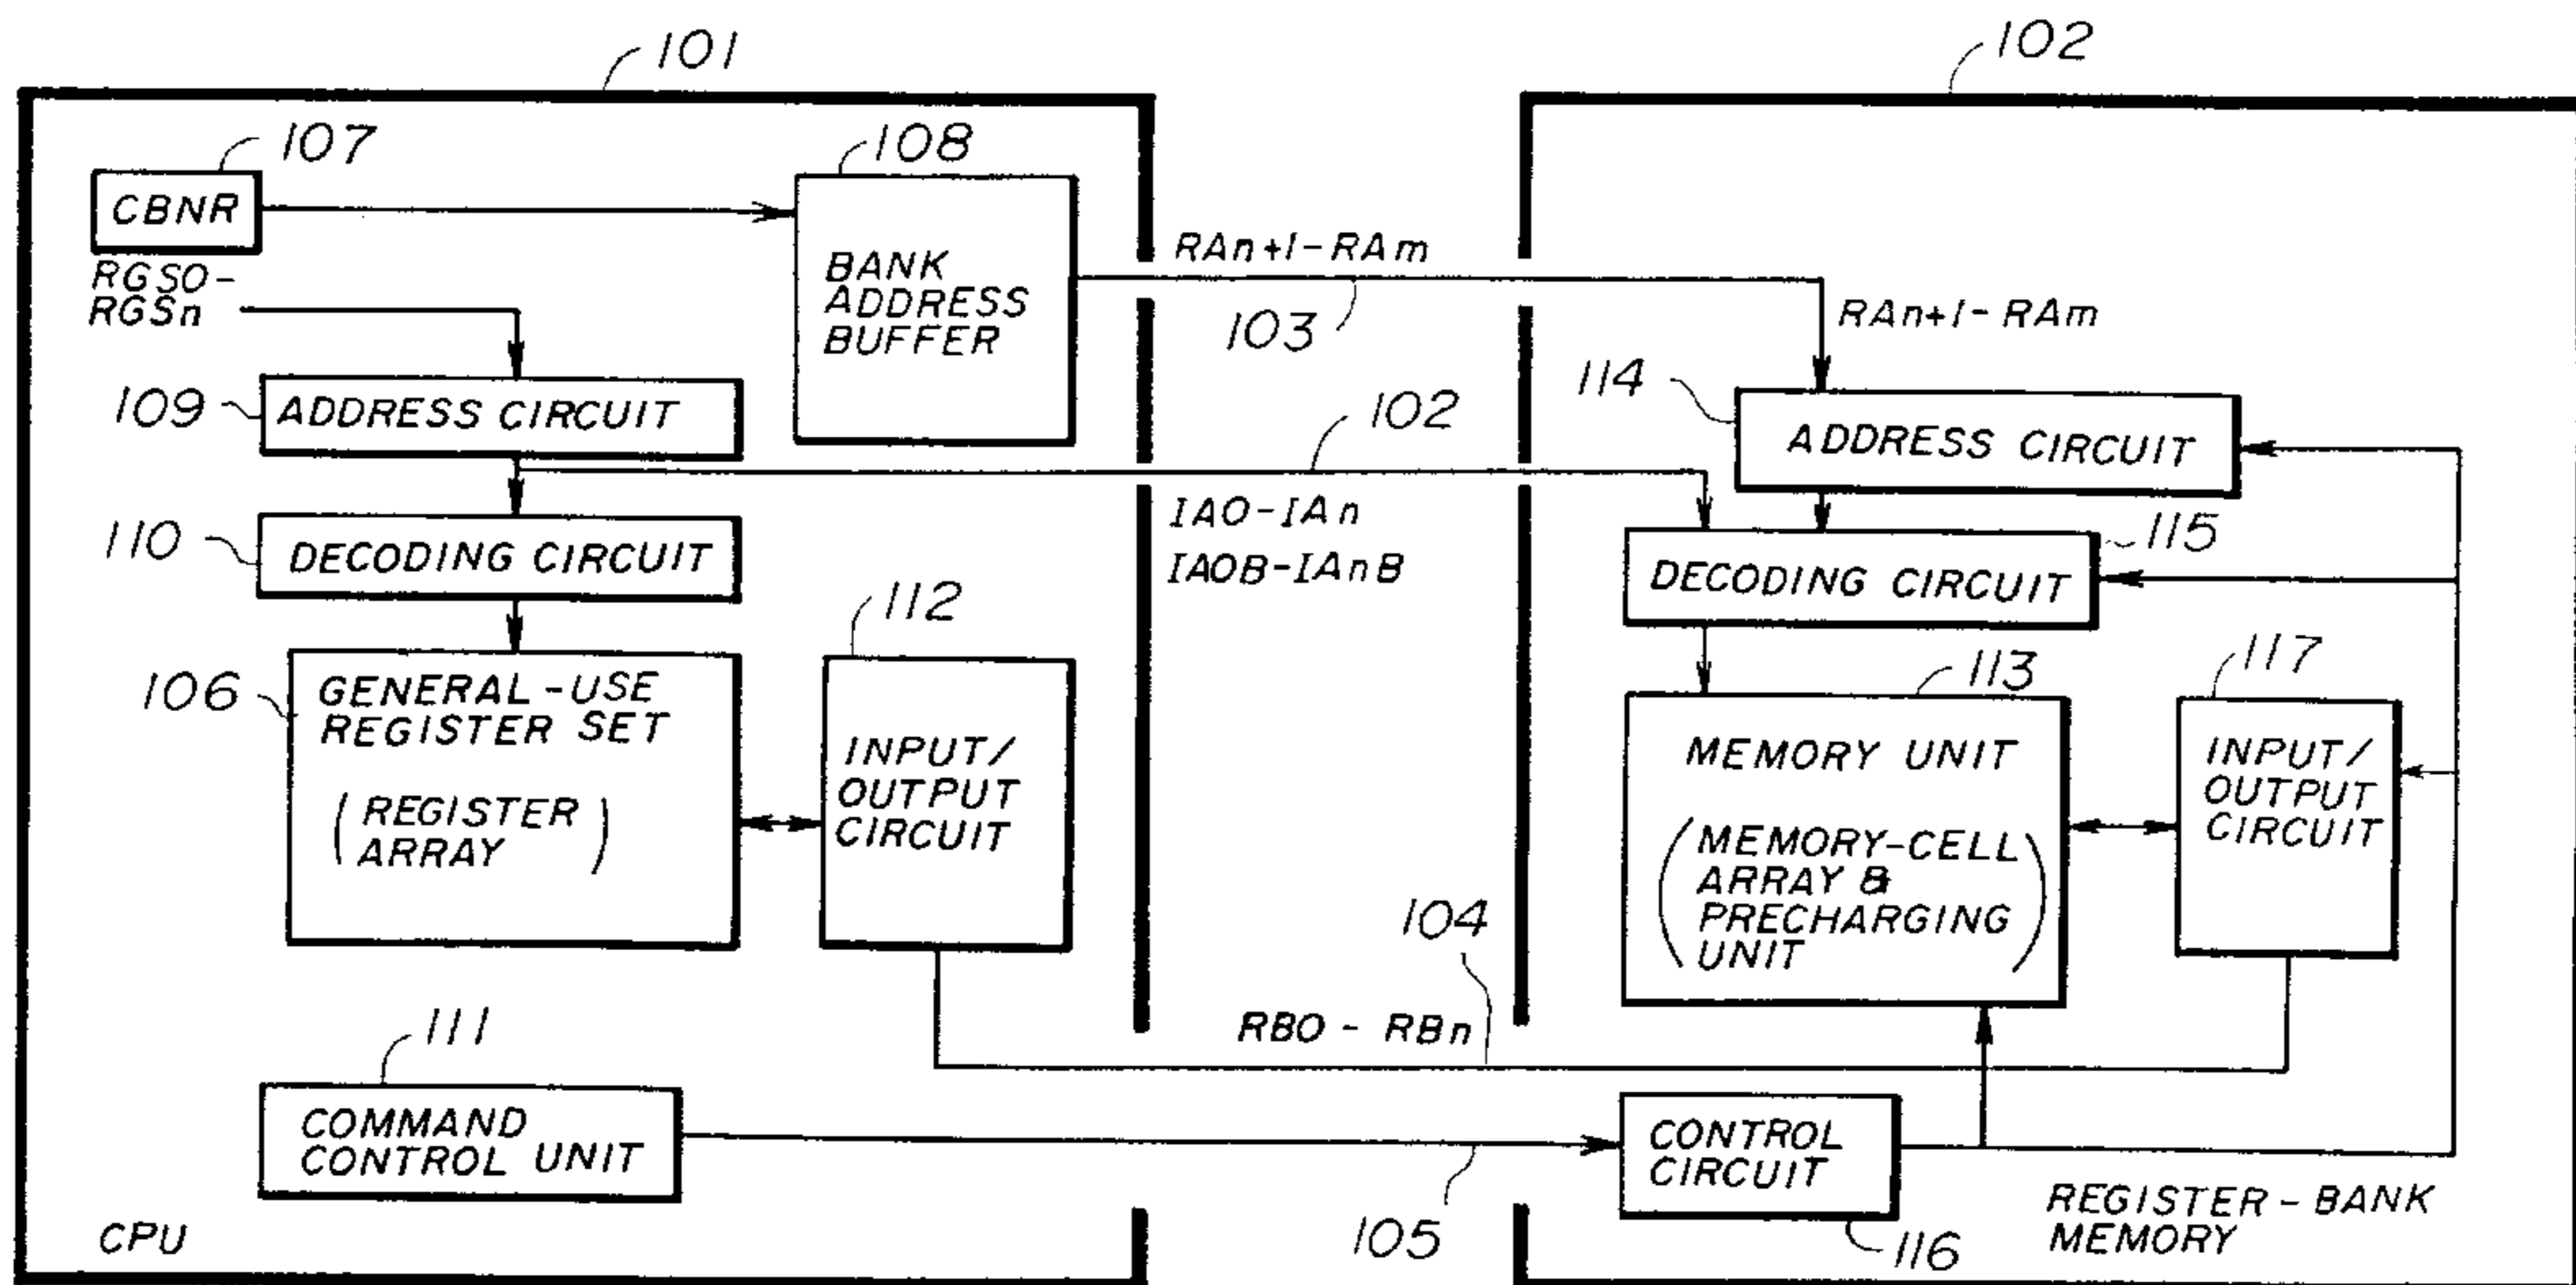 101
102
107
108
CBNR
RGS0-
RGSn
BANK
ADDRESS
BUFFER
RAn+1-RAm
103
RAn+1-RAm
109
ADDRESS CIRCUIT
102
114
ADDRESS CIRCUIT
110
DECODING CIRCUIT
IA0-IAn
IA0B-IAnB
115
DECODING CIRCUIT
112
106
GENERAL-USE
REGISTER SET
(REGISTER
ARRAY)
INPUT/
OUTPUT
CIRCUIT
113
117
MEMORY UNIT
(MEMORY-CELL
ARRAY &
PRECHARGING
UNIT)
INPUT/
OUTPUT
CIRCUIT
104
RB0 - RBn
111
COMMAND
CONTROL UNIT
105
CONTROL
CIRCUIT
116
CPU
REGISTER-BANK
MEMORY